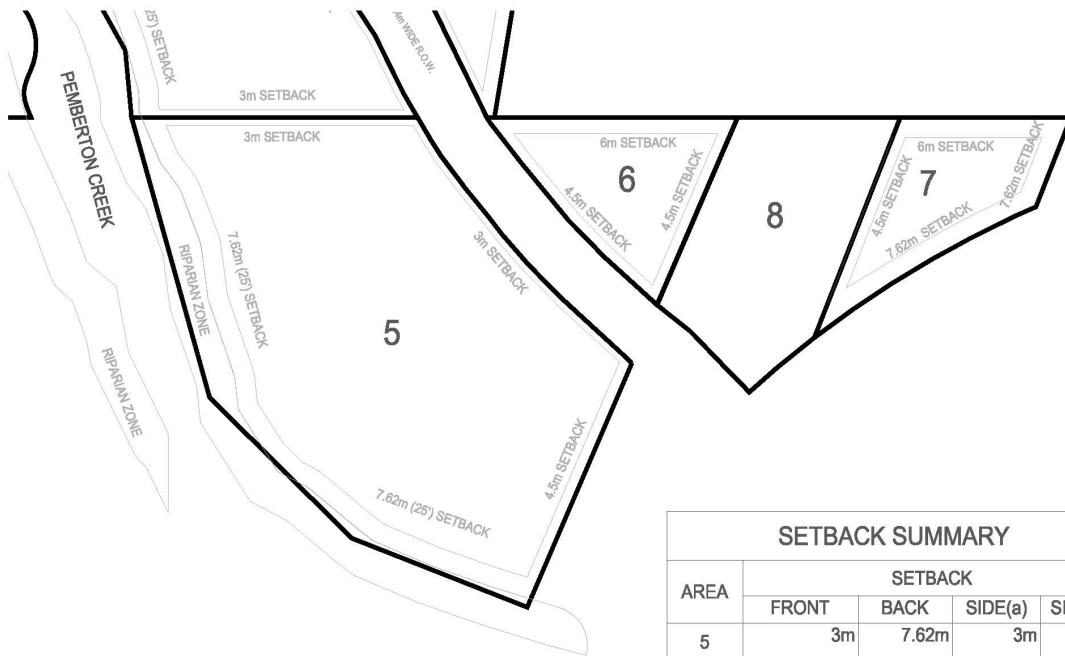 25') SETBACK
4m WIDE R.O.W.
3m SETBACK
PEMBERTON CREEK
3m SETBACK
6m SETBACK
6m SETBACK
7.62m SETBACK
6
4.5m SETBACK
4.5m SETBACK
7
4.5m SETBACK
8
7.62m SETBACK
RIPARIAN ZONE
7.62m (25') SETBACK
3m SETBACK
5
RIPARIAN ZONE
4.5m SETBACK
7.62m (25') SETBACK
SETBACK SUMMARY
AREA
SETBACK
FRONT
BACK
SIDE(a)
5
3m
7.62m
3m